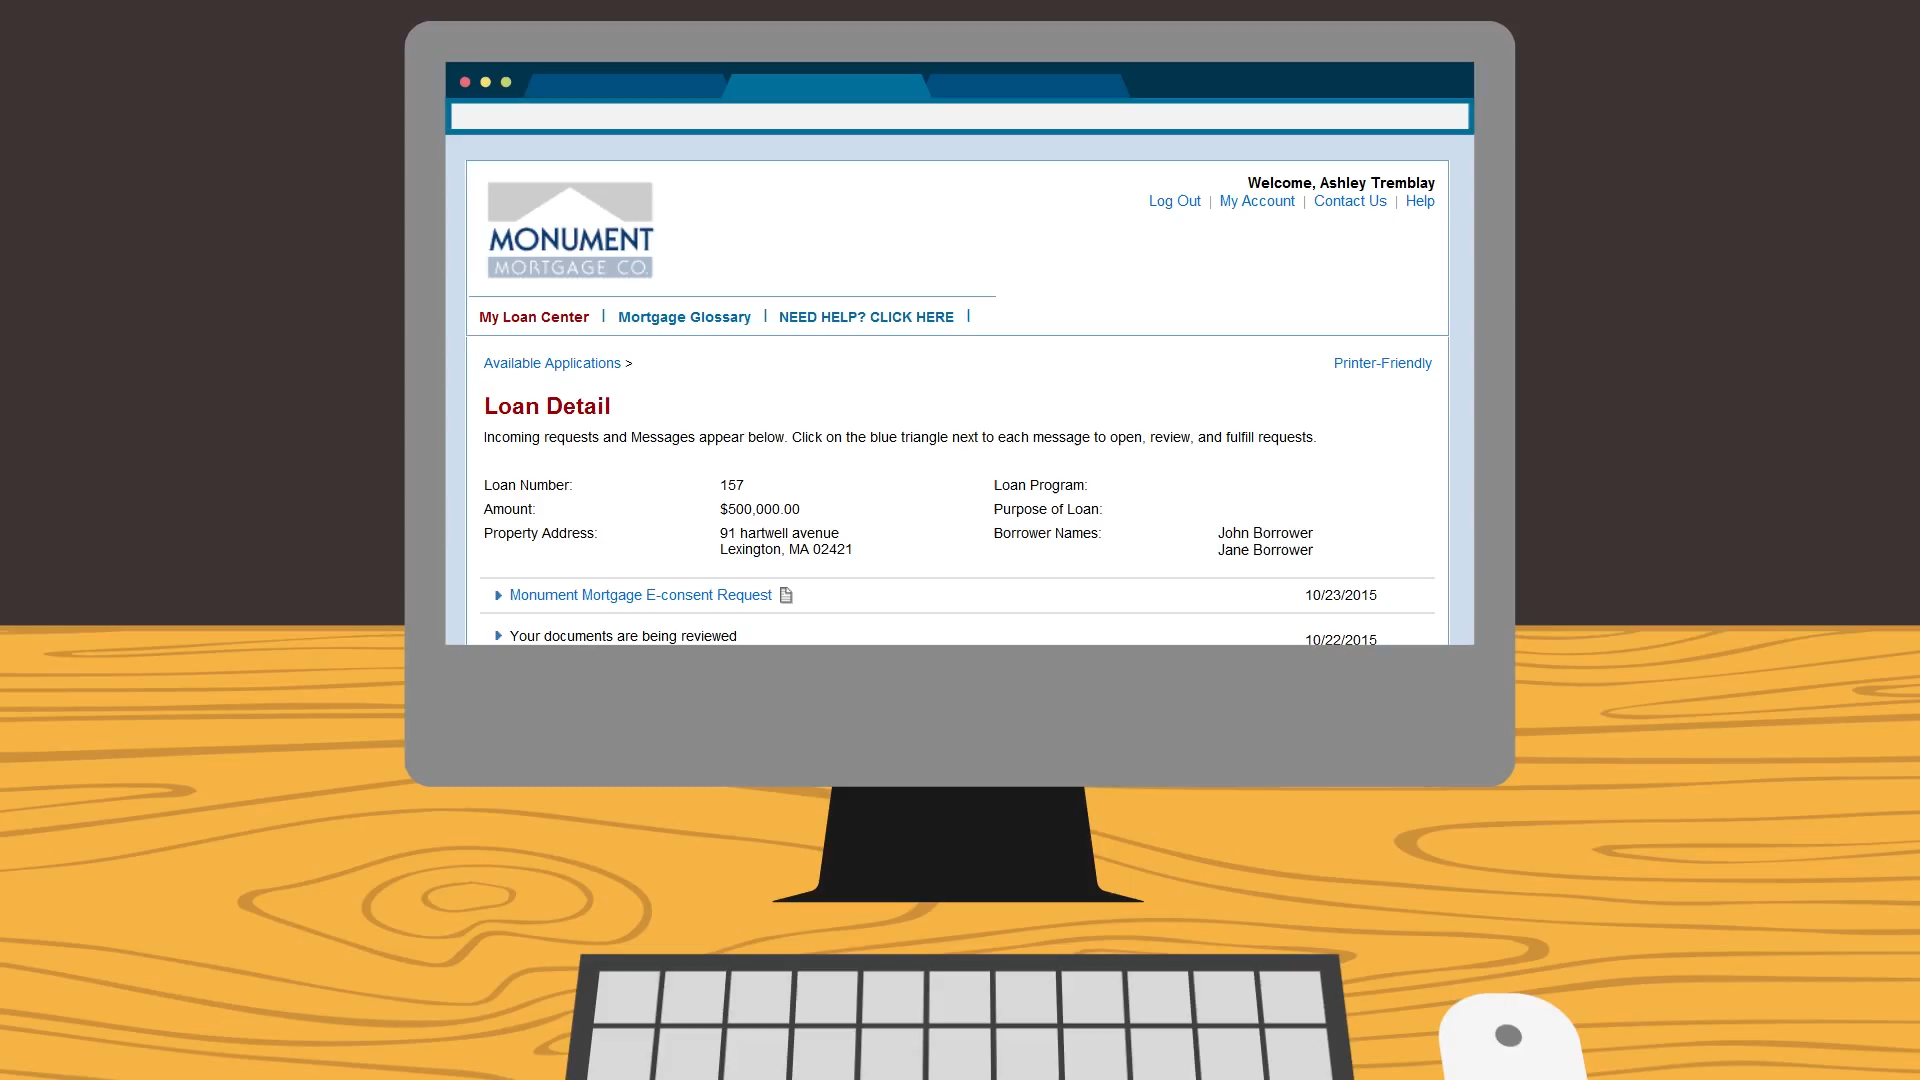 MONUMENT
MORTGAGE CO.
Welcome, Ashley Tremblay
Log Out | My Account | Contact Us | Help
My Loan Center | Mortgage Glossary | NEED HELP? CLICK HERE |
Available Applications >
Printer-Friendly
Loan Detail
Incoming requests and Messages appear below. Click on the blue triangle next to each message to open, review, and fulfill requests.
Loan Number: 157 Loan Program:
Amount: $500,000.00 Purpose of Loan:
Property Address: 91 hartwell avenue Borrower Names: John Borrower
Lexington, MA 02421 Jane Borrower
Monument Mortgage E-consent Request 10/23/2015
Your documents are being reviewed 10/22/2015